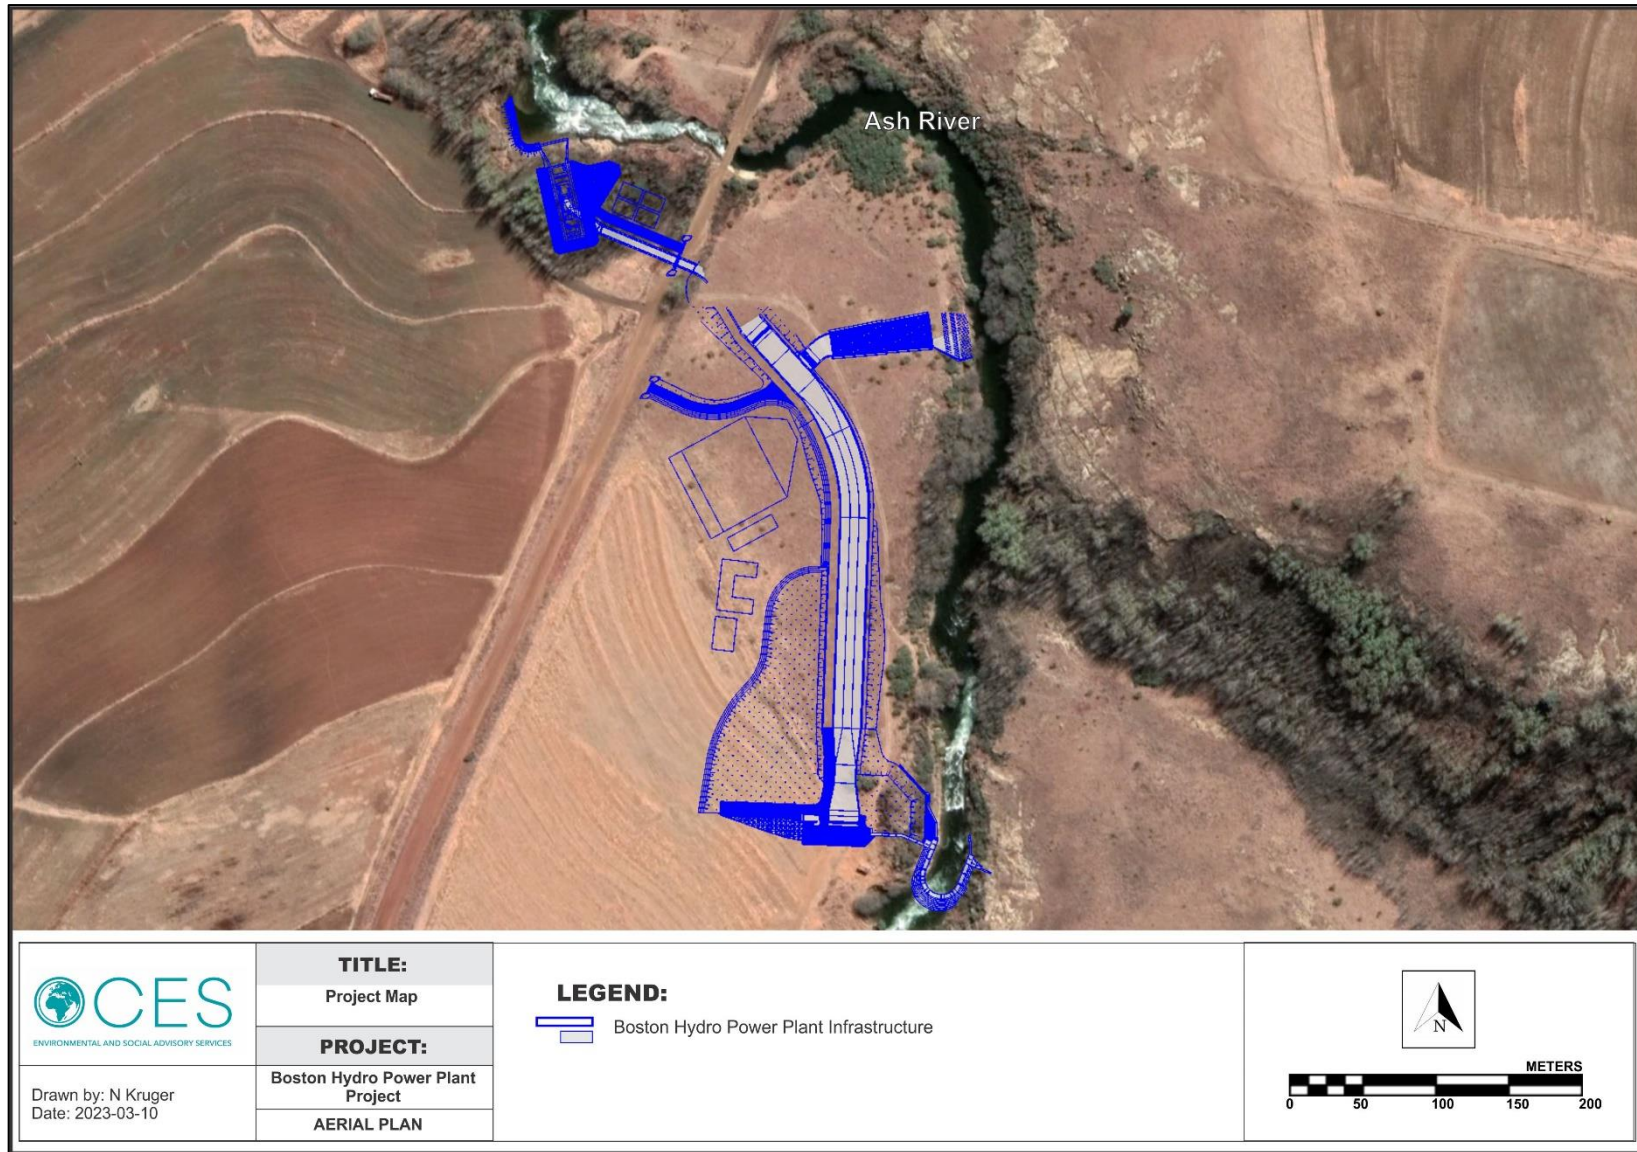 Ash River
CES
ENVIRONMENTAL AND SOCIAL ADVISORY SERVICES
Drawn by: N Kruger
Date: 2023-03-10
TITLE:
Project Map
PROJECT:
Boston Hydro Power Plant
Project
AERIAL PLAN
LEGEND:
Boston Hydro Power Plant Infrastructure
N
METERS
0 50 100 150 200